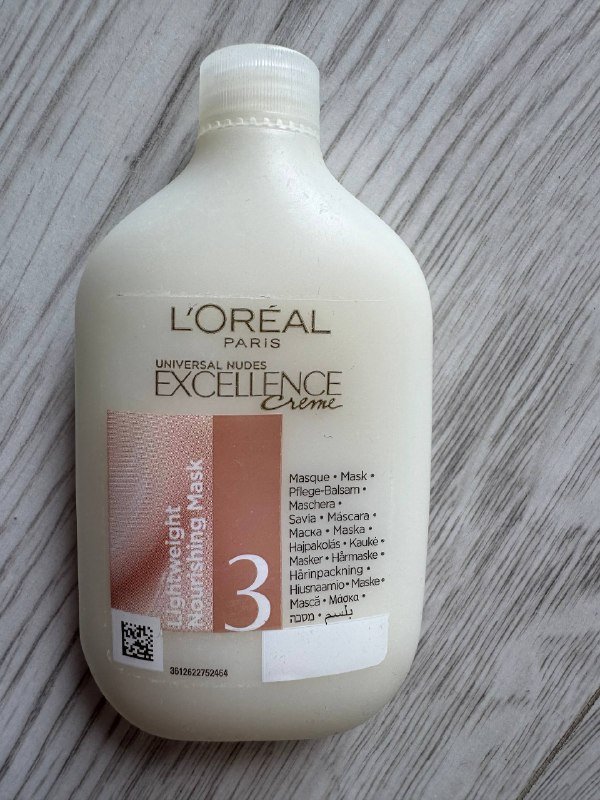 L'ORÉAL
PARIS
UNIVERSAL NUDES
EXCELLENCE
Creme
Lightweight
Nourishing Mask
3
Masque • Mask •
Pflege-Balsam •
Maschera •
Savia • Máscara •
Маска • Maska •
Hajpakolás • Kaukė •
Masker • Hårmaske •
Hårinpackning •
Hiusnaamio • Maske •
Mască • Μάσκα •
بلسم • מסכה
3612622752464